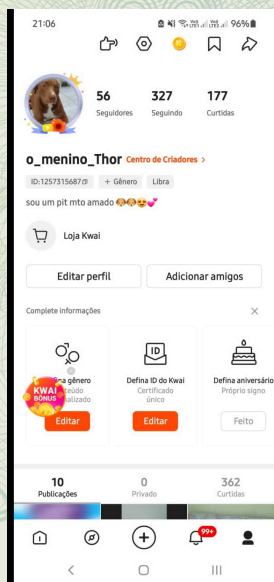 21:06
96%
56
327
177
Seguidores
Seguindo
Curtidas
o_menino_Thor Centro de Criadores >
ID:1257315687
+ Gênero
Libra
sou um pit mto amado 🐶🐶😍💕
Loja Kwai
Editar perfil
Adicionar amigos
Complete informações
Defina ID do Kwai
Defina aniversário
Certificado único
Próprio signo
KWAI
BÔNUS
Editar
Editar
Feito
10
0
362
Publicações
Privado
Curtidas
99+